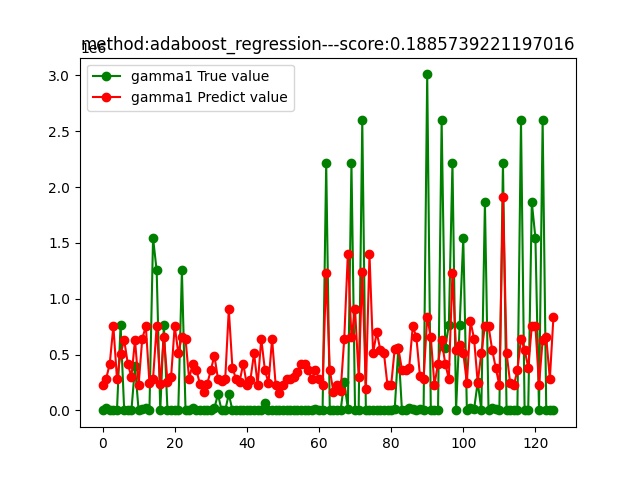 method:adaboost_regression---score:0.1885739221197016
1e6
gamma1 True value
gamma1 Predict value
3.0
2.5
2.0
1.5
1.0
0.5
0.0
0 20 40 60 80 100 120